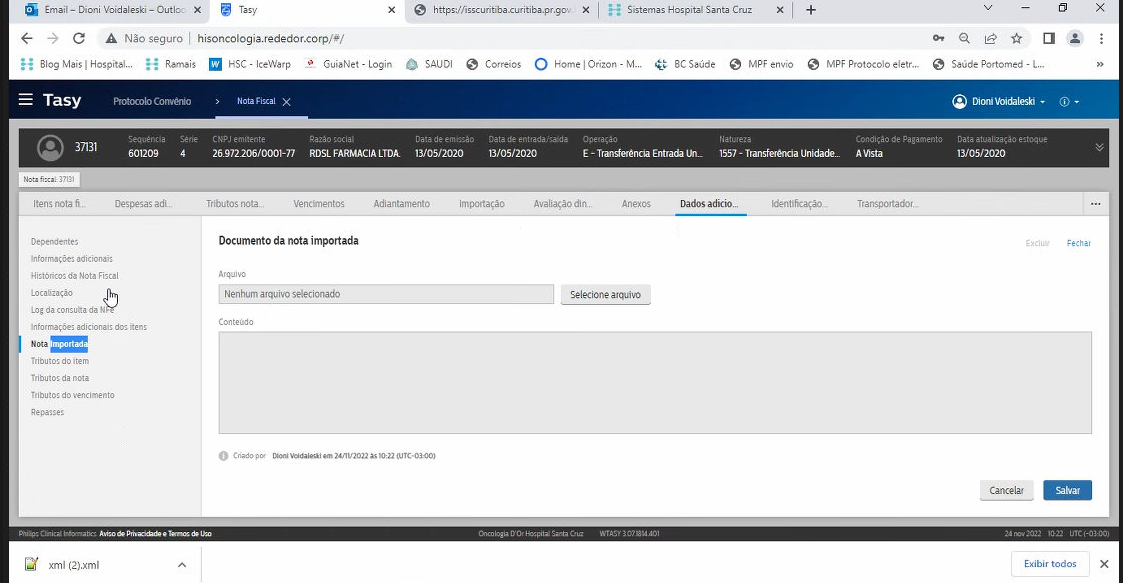 Email – Dioni Voidaleski – Outloo
Tasy
https://isscuritiba.curitiba.pr.gov.
Sistemas Hospital Santa Cruz
Não seguro
hisoncologia.rededor.corp/#/
Blog Mais | Hospital...
Ramais
HSC - IceWarp
GuiaNet - Login
SAUDI
Correios
Home | Orizon - M...
BC Saúde
MPF envio
MPF Protocolo eletr...
Saúde Portomed - L...
»
Tasy
Protocolo Convênio
Nota Fiscal
Dioni Voidaleski
37131
Sequência
601209
Série
4
CNPJ emitente
26.972.206/0001-77
Razão social
RDSL FARMACIA LTDA.
Data de emissão
13/05/2020
Data de entrada/saída
13/05/2020
Operação
E - Transferência Entrada Un...
Natureza
1557 - Transferência Unidade...
Condição de Pagamento
A Vista
Data atualização estoque
13/05/2020
Nota fiscal: 37131
Itens nota fi...
Despesas adi...
Tributos nota...
Vencimentos
Adiantamento
Importação
Avaliação din...
Anexos
Dados adicio...
Identificação...
Transportador...
Dependentes
Informações adicionais
Históricos da Nota Fiscal
Localização
Log da consulta da NFe
Informações adicionais dos itens
Nota Importada
Tributos do item
Tributos da nota
Tributos do vencimento
Repasses
Documento da nota importada
Excluir
Fechar
Arquivo
Nenhum arquivo selecionado
Selecione arquivo
Conteúdo
Criado por Dioni Voidaleski em 24/11/2022 às 10:22 (UTC-03:00)
Cancelar
Salvar
Philips Clinical Informatics Aviso de Privacidade e Termos de Uso
Oncologia D'Or Hospital Santa Cruz
WTASY 3.07.1814.401
24 nov 2022 10:22 UTC (-03:00)
xml (2).xml
Exibir todos